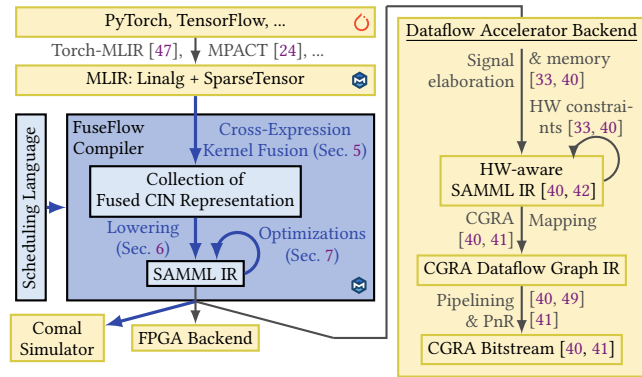 PyTorch, TensorFlow, ...
Torch-MLIR [47], MPACT [24], ...
MLIR: Linalg + SparseTensor
Scheduling Language
FuseFlow
Compiler
Cross-Expression
Kernel Fusion (Sec. 5)
Collection of
Fused CIN Representation
Lowering
(Sec. 6)
Optimizations
(Sec. 7)
SAMML IR
Comal
Simulator
FPGA Backend
Dataflow Accelerator Backend
Signal
elaboration
& memory
[33, 40]
HW constrai-
nts [33, 40]
HW-aware
SAMML IR [40, 42]
CGRA
[40, 41]
Mapping
CGRA Dataflow Graph IR
Pipelining
& PnR
[40, 49]
[41]
CGRA Bitstream [40, 41]